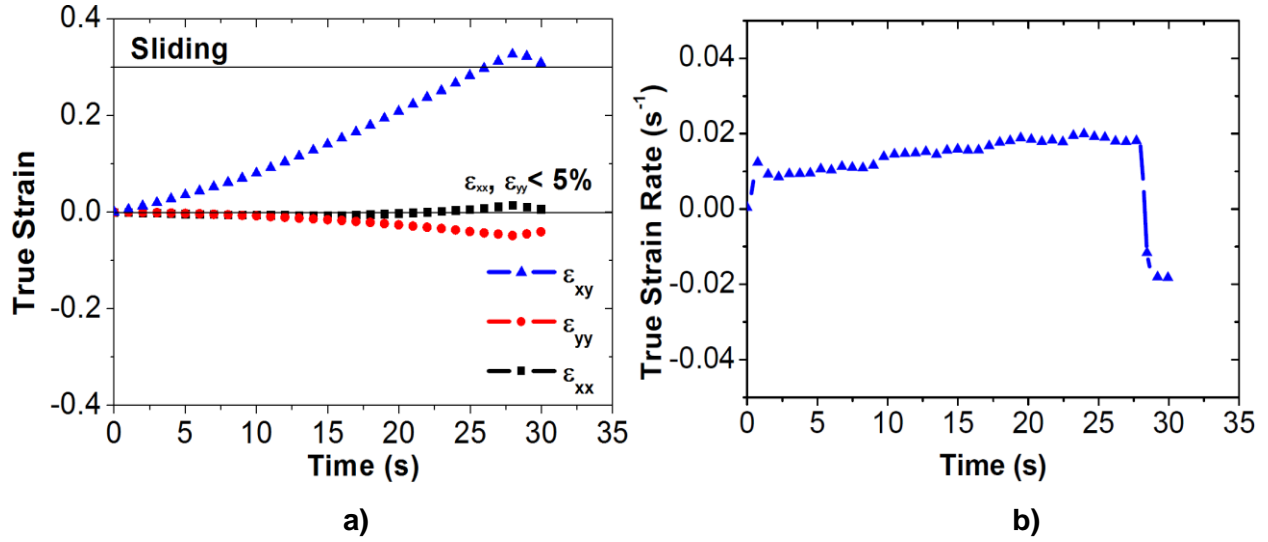 0.4
Sliding
0.2
εxx, εyy< 5%
0.0
εxy
-0.2
εyy
εxx
-0.4
0 5 10 15 20 25 30 35
Time (s)
True Strain
a)
0.04
0.02
0.00
-0.02
-0.04
0 5 10 15 20 25 30 35
Time (s)
True Strain Rate (s⁻¹)
b)